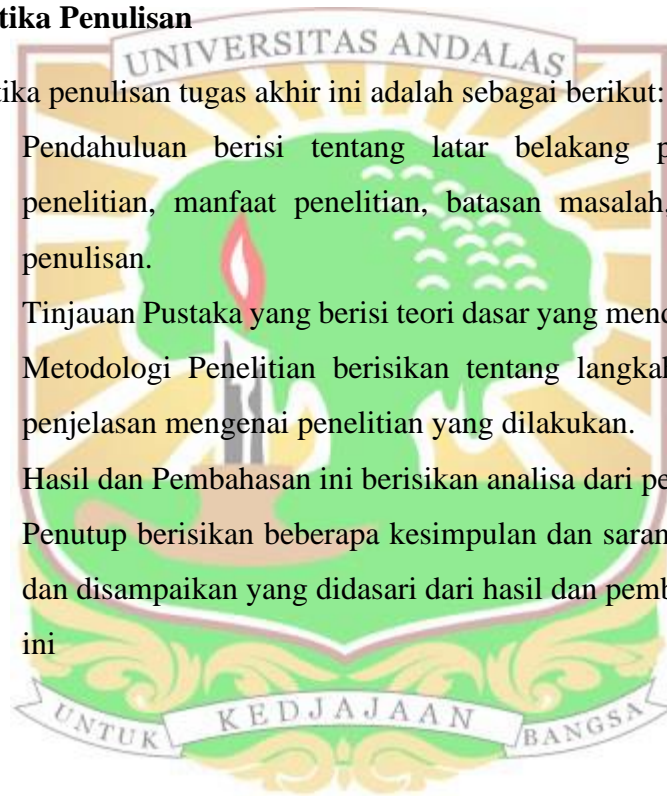 tika Penulisan
UNIVERSITAS ANDALAS
ika penulisan tugas akhir ini adalah sebagai berikut:
Pendahuluan berisi tentang latar belakang p
penelitian, manfaat penelitian, batasan masalah,
penulisan.
Tinjauan Pustaka yang berisi teori dasar yang mend
Metodologi Penelitian berisikan tentang langkal
penjelasan mengenai penelitian yang dilakukan.
Hasil dan Pembahasan ini berisikan analisa dari pe
Penutup berisikan beberapa kesimpulan dan saran
dan disampaikan yang didasari dari hasil dan pemb
ini
UNTUK KEDJAJAAN BANGSA